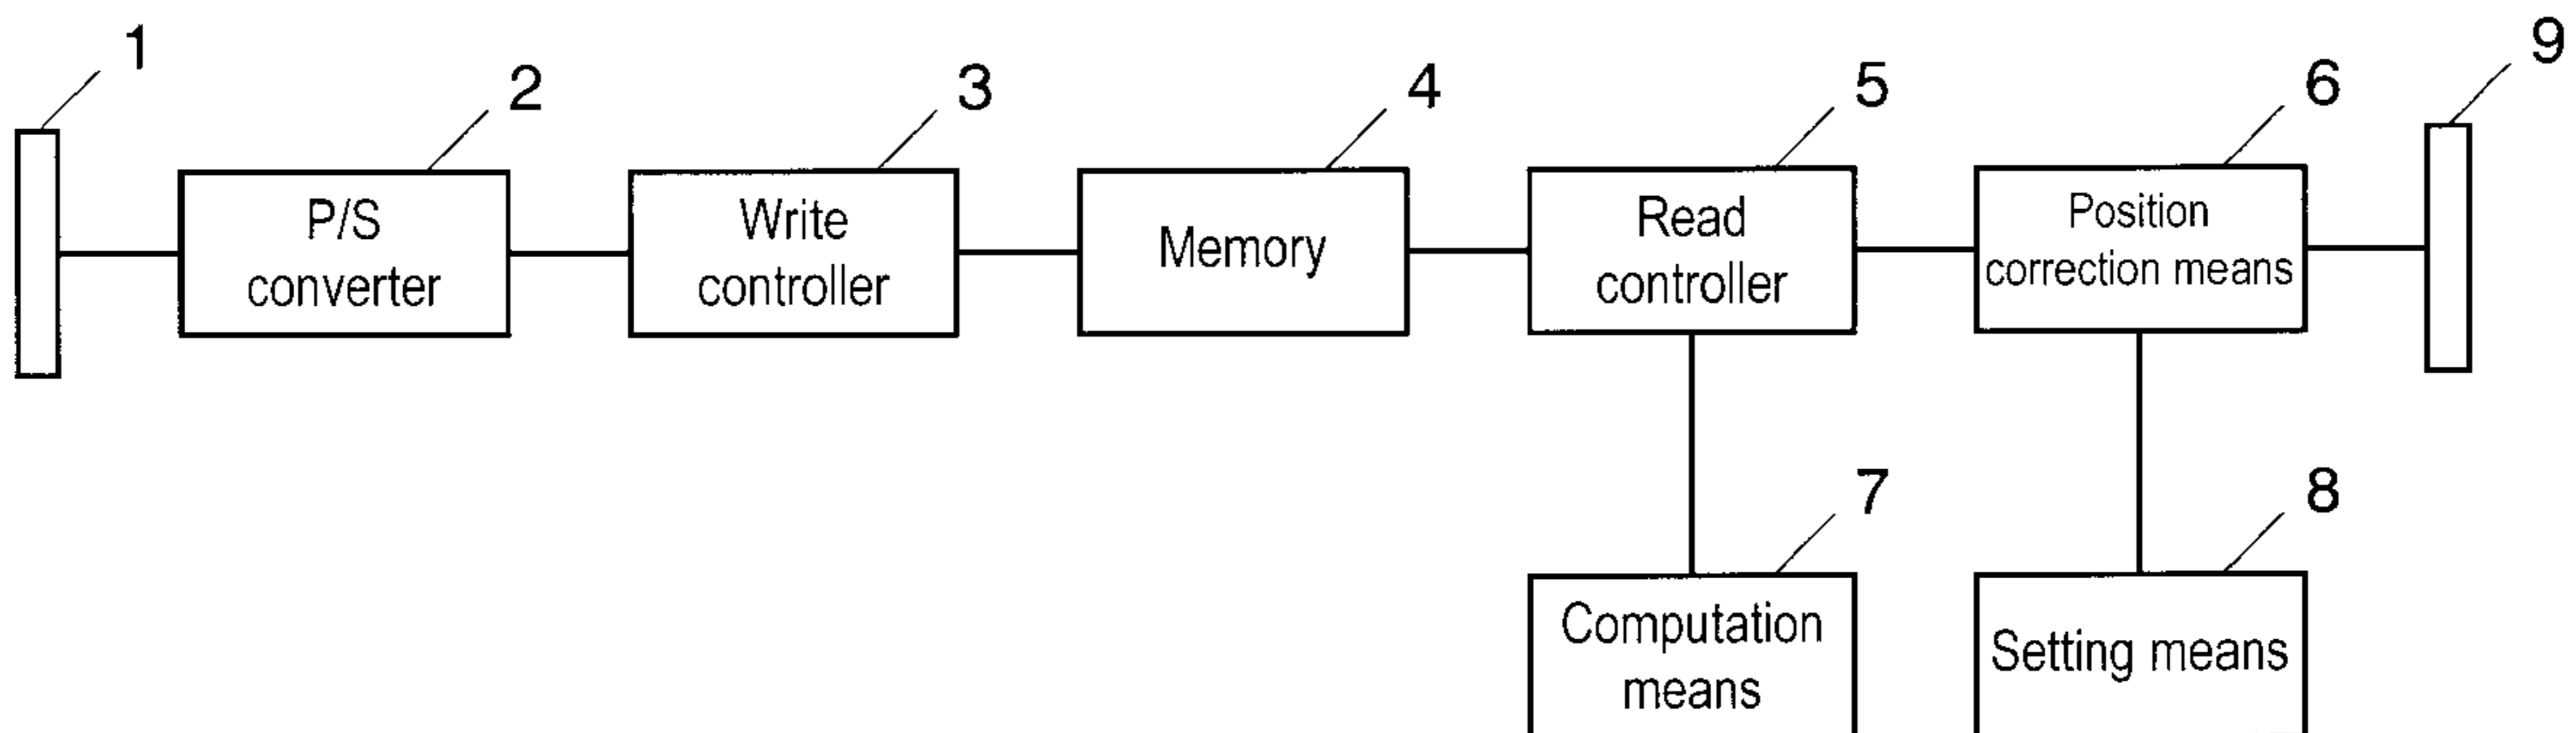 1
2
3
4
5
6
9
P/S
converter
Write
controller
Memory
Read
controller
Position
correction means
7
8
Computation
means
Setting means